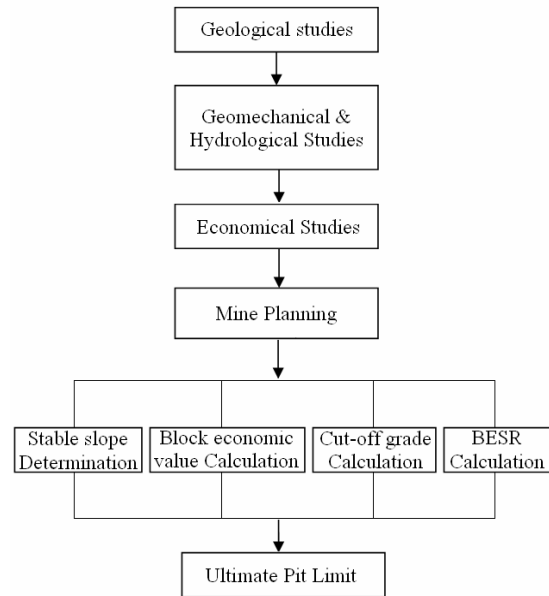 Geological studies
Geomechanical &
Hydrological Studies
Economical Studies
Mine Planning
Stable slope
Determination
Block economic
value Calculation
Cut-off grade
Calculation
BESR
Calculation
Ultimate Pit Limit